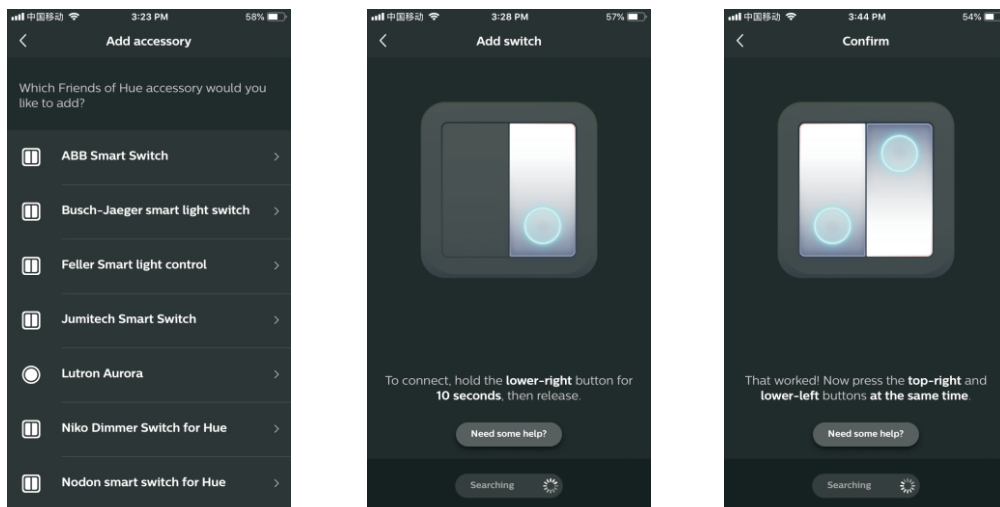 中国移动 3:23 PM 58%
Add accessory
Which Friends of Hue accessory would you
like to add?
ABB Smart Switch
Busch-Jaeger smart light switch
Feller Smart light control
Jumitech Smart Switch
Lutron Aurora
Niko Dimmer Switch for Hue
Nodon smart switch for Hue
中国移动 3:28 PM 57%
Add switch
To connect, hold the lower-right button for
10 seconds, then release.
Need some help?
Searching
中国移动 3:44 PM 54%
Confirm
That worked! Now press the top-right and
lower-left buttons at the same time.
Need some help?
Searching